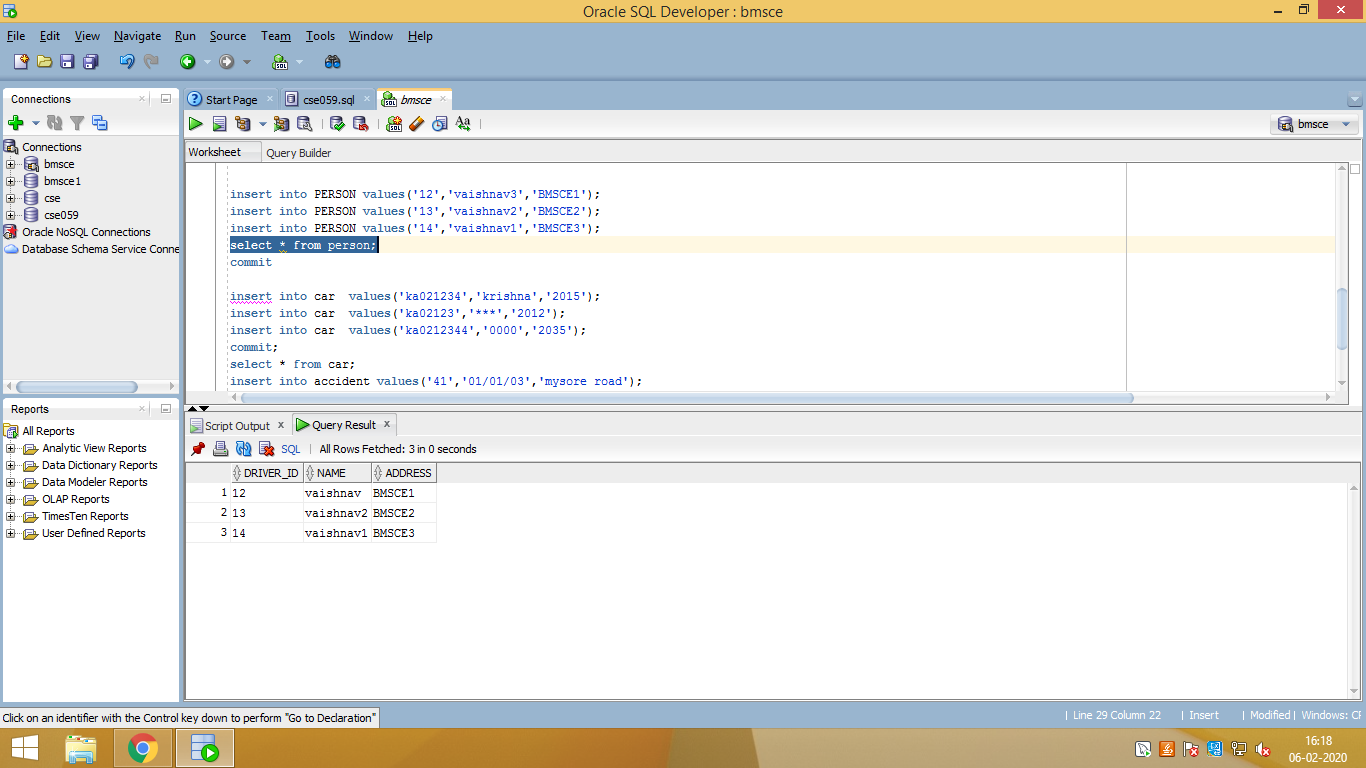 Oracle SQL Developer : bmsce
File Edit View Navigate Run Source Team Tools Window Help
Connections
Connections
bmsce
bmsce1
cse
cse059
Oracle NoSQL Connections
Database Schema Service Conne
Reports
All Reports
Analytic View Reports
Data Dictionary Reports
Data Modeler Reports
OLAP Reports
TimesTen Reports
User Defined Reports
Start Page cse059.sql bmsce
bmsce
Worksheet Query Builder
insert into PERSON values('12','vaishnav3','BMSCE1');
insert into PERSON values('13','vaishnav2','BMSCE2');
insert into PERSON values('14','vaishnav1','BMSCE3');
select * from person;
commit
insert into car  values('ka021234','krishna','2015');
insert into car  values('ka02123','***','2012');
insert into car  values('ka0212344','0000','2035');
commit;
select * from car;
insert into accident values('41','01/01/03','mysore road');
Script Output x Query Result x
SQL | All Rows Fetched: 3 in 0 seconds
DRIVER_ID NAME ADDRESS
1 12 vaishnav BMSCE1
2 13 vaishnav2 BMSCE2
3 14 vaishnav1 BMSCE3
Click on an identifier with the Control key down to perform "Go to Declaration"
| Line 29 Column 22 | Insert | Modified | Windows: CF
16:18
06-02-2020